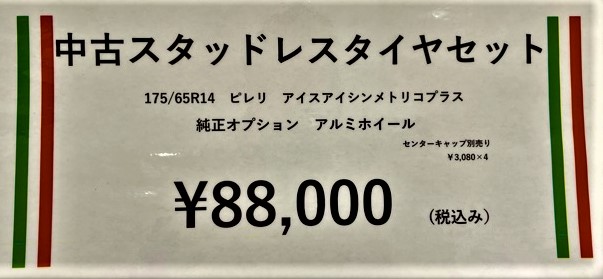 中古スタッドレスタイヤセット
175/65R14　ピレリ　アイスアイシンメトリコプラス
純正オプション　アルミホイール
センターキャップ別売り
￥3,080×4
¥88,000　(税込み)